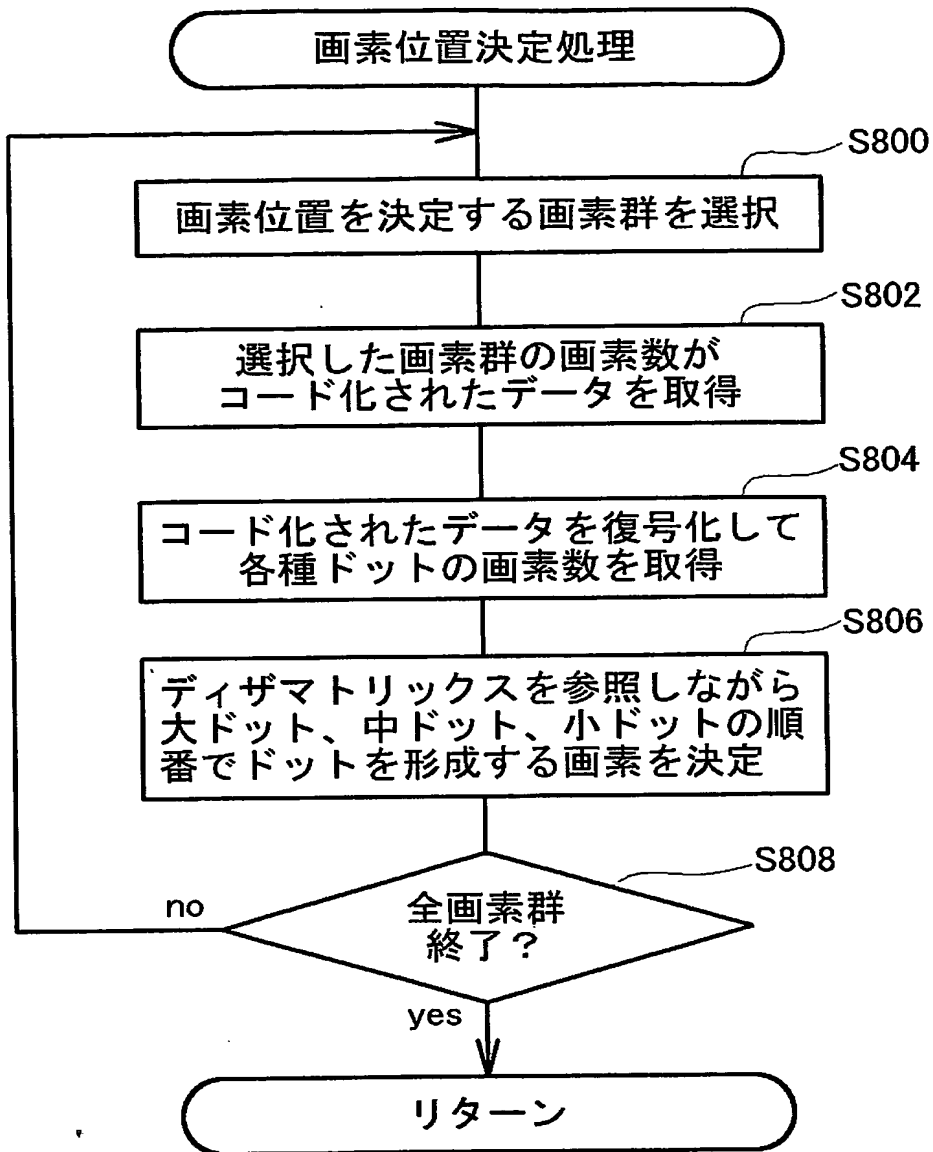 画素位置決定処理
S800
画素位置を決定する画素群を選択
S802
選択した画素群の画素数が
コード化されたデータを取得
S804
コード化されたデータを復号化して
各種ドットの画素数を取得
S806
ディザマトリックスを参照しながら
大ドット、中ドット、小ドットの順
番でドットを形成する画素を決定
S808
no
全画素群
終了？
yes
リターン